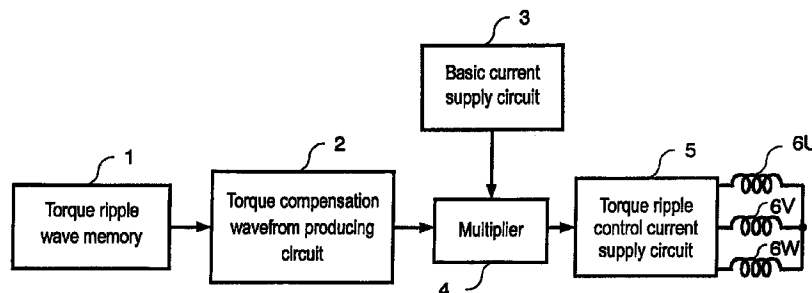 3
Basic current
supply circuit
1
2
5
6U
Torque ripple
wave memory
Torque compensation
wavefrom producing
circuit
Multiplier
4
Torque ripple
control current
supply circuit
6V
6W